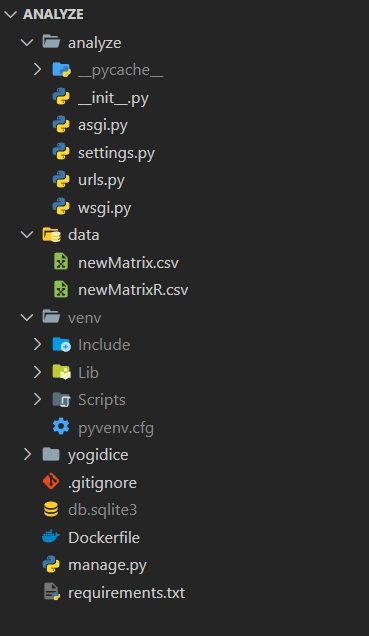 ANALYZE
analyze
__pycache__
__init__.py
asgi.py
settings.py
urls.py
wsgi.py
data
newMatrix.csv
newMatrixR.csv
venv
Include
Lib
Scripts
pyvenv.cfg
yogidice
.gitignore
db.sqlite3
Dockerfile
manage.py
requirements.txt